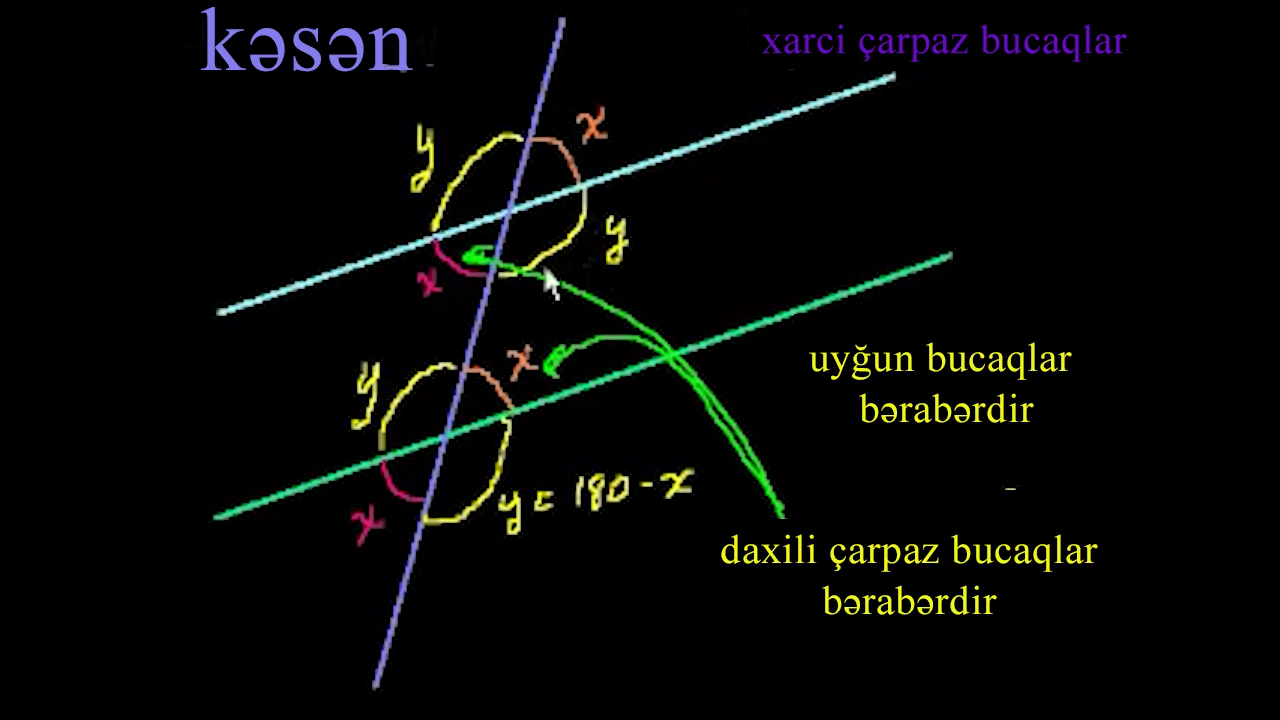 kəsən
xarci çarpaz bucaqlar
y
x
y
x
x
y
uyğun bucaqlar
bərabərdir
y = 180 - x
x
daxili çarpaz bucaqlar
bərabərdir